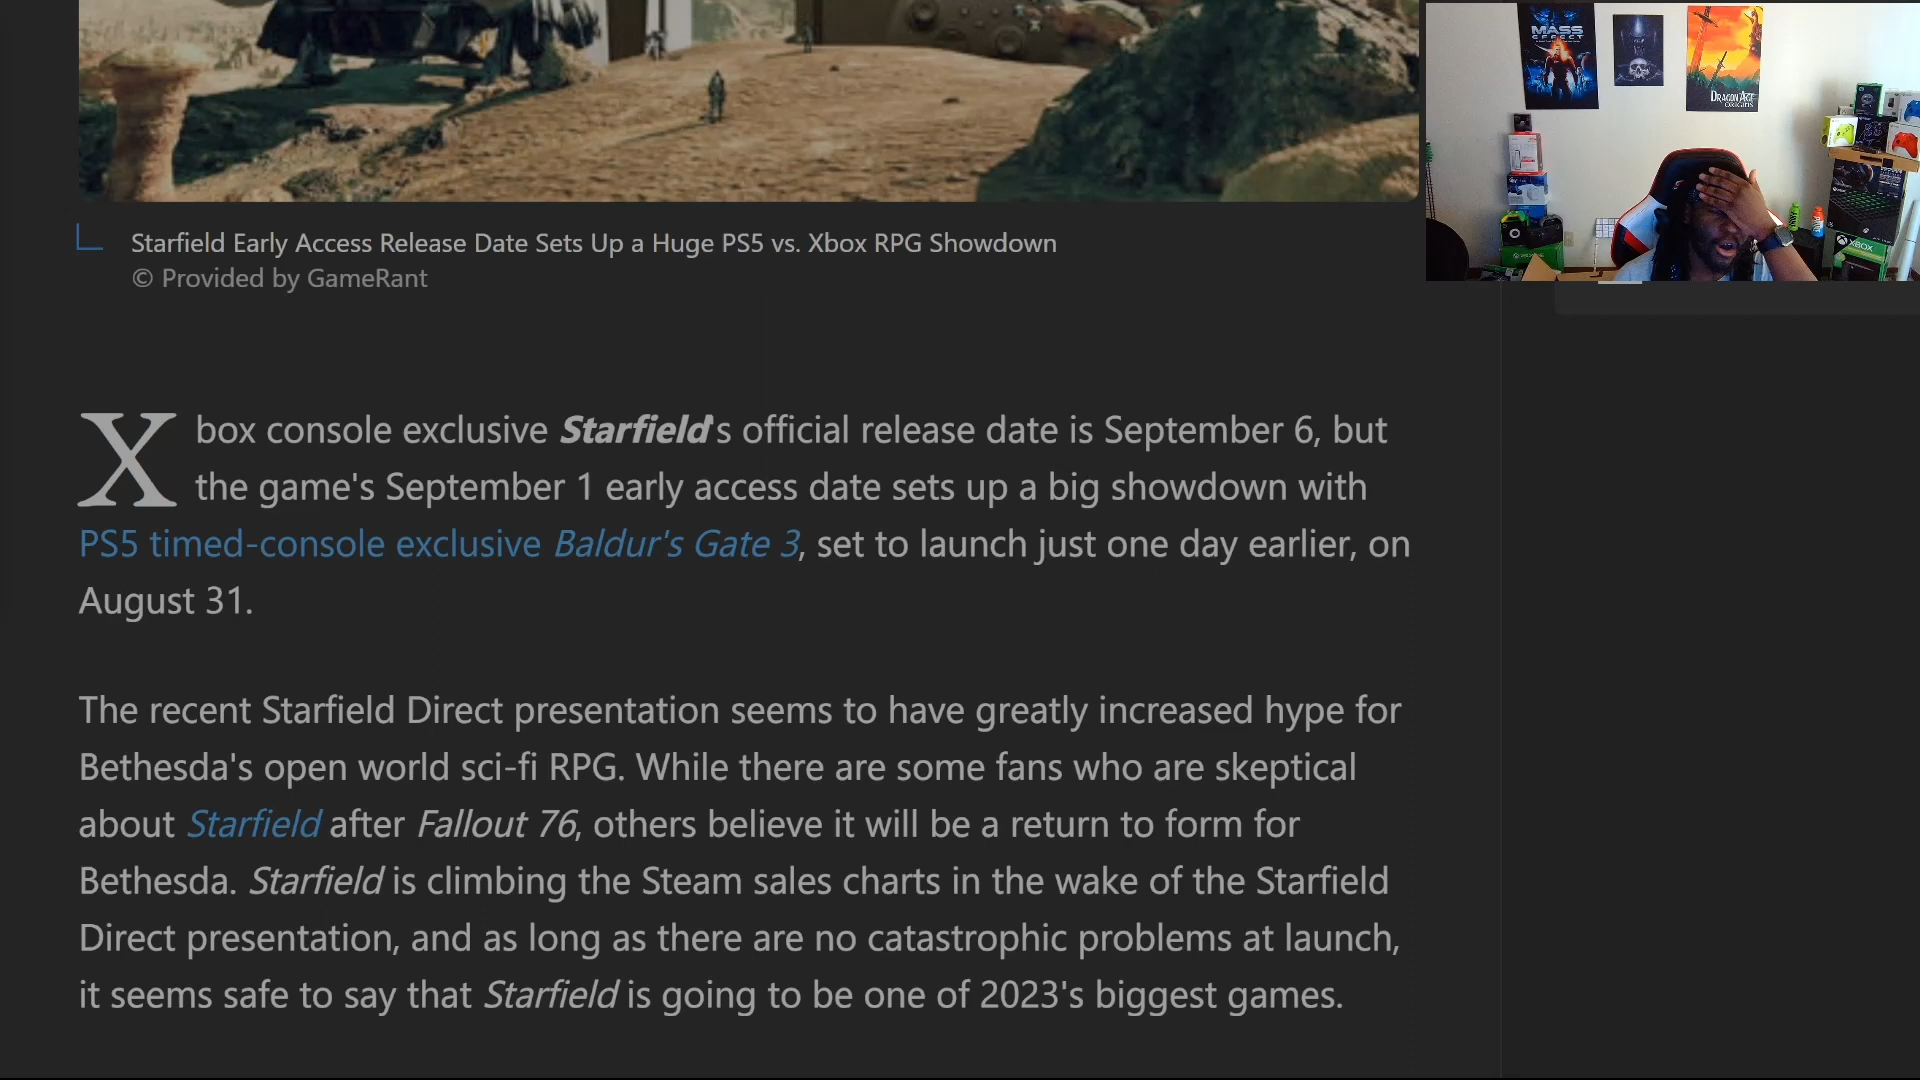 MASS
EFFECT
DRAGON AGE
ORIGINS
XBOX
Starfield Early Access Release Date Sets Up a Huge PS5 vs. Xbox RPG Showdown
© Provided by GameRant
Xbox console exclusive Starfield's official release date is September 6, but
the game's September 1 early access date sets up a big showdown with
PS5 timed-console exclusive Baldur's Gate 3, set to launch just one day earlier, on
August 31.
The recent Starfield Direct presentation seems to have greatly increased hype for
Bethesda's open world sci-fi RPG. While there are some fans who are skeptical
about Starfield after Fallout 76, others believe it will be a return to form for
Bethesda. Starfield is climbing the Steam sales charts in the wake of the Starfield
Direct presentation, and as long as there are no catastrophic problems at launch,
it seems safe to say that Starfield is going to be one of 2023's biggest games.